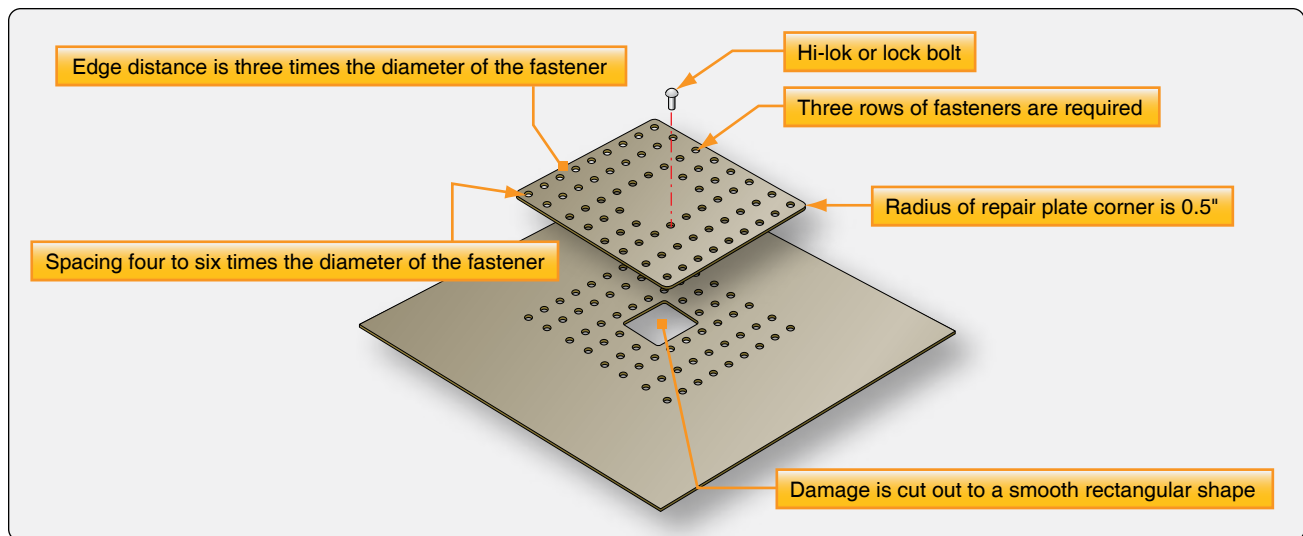 Hi-lok or lock bolt
Edge distance is three times the diameter of the fastener
Three rows of fasteners are required
Radius of repair plate corner is 0.5"
Spacing four to six times the diameter of the fastener
Damage is cut out to a smooth rectangular shape